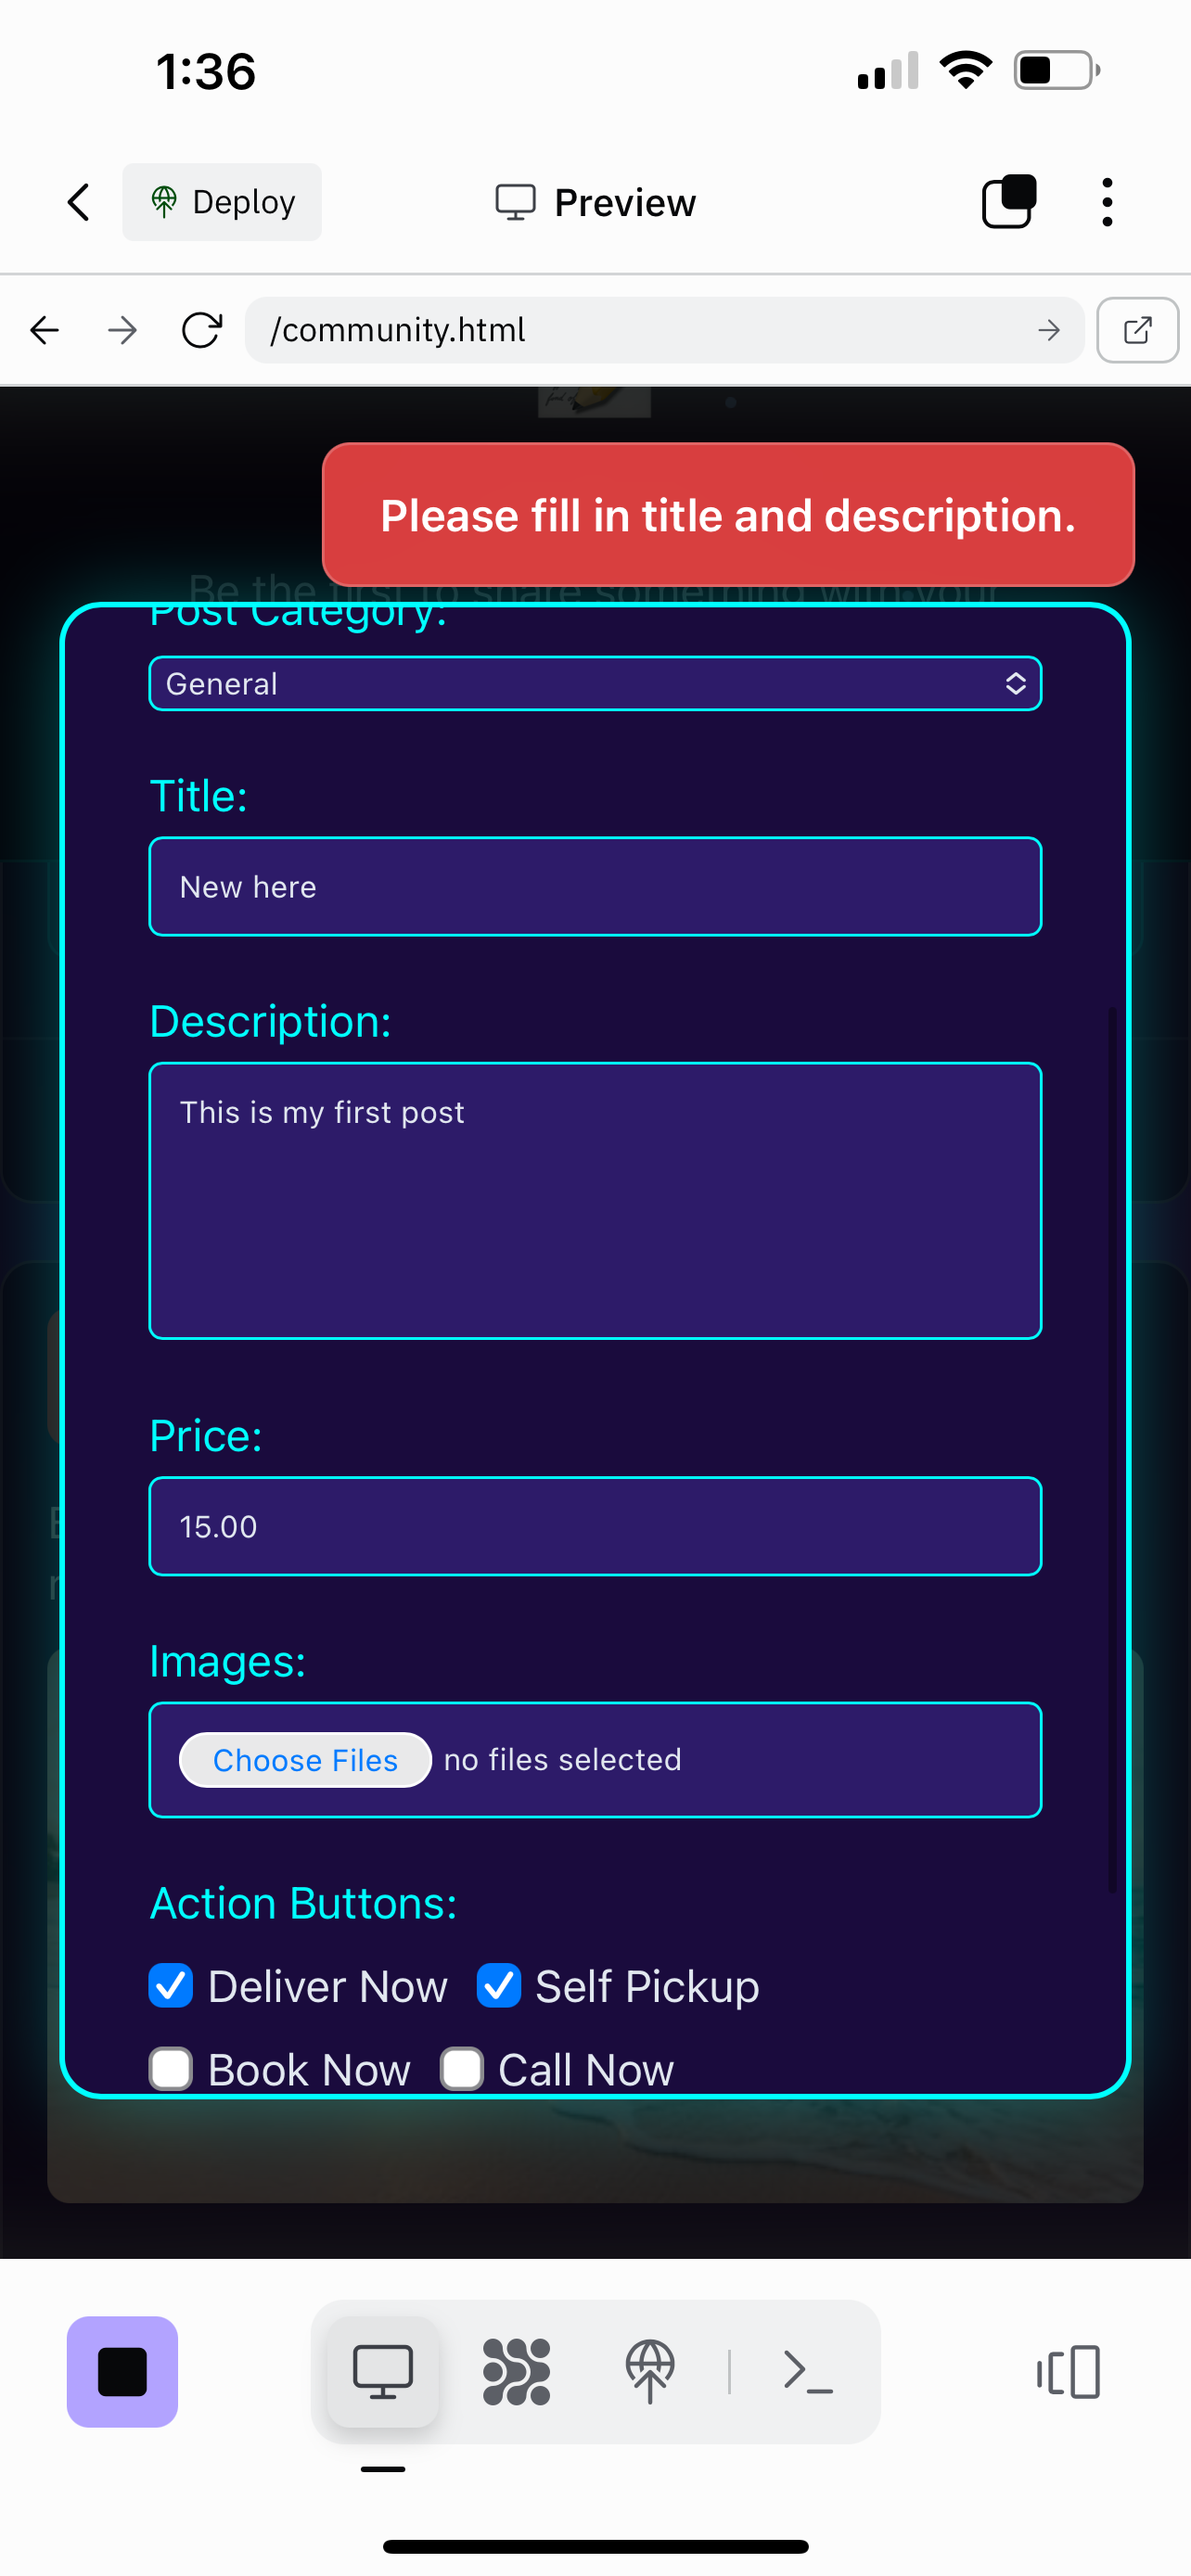 1:36
Deploy
Preview
/community.html
Please fill in title and description.
Be the first to share something with your
Post Category:
General
Title:
New here
Description:
This is my first post
Price:
15.00
Images:
Choose Files no files selected
Action Buttons:
Deliver Now Self Pickup
Book Now Call Now